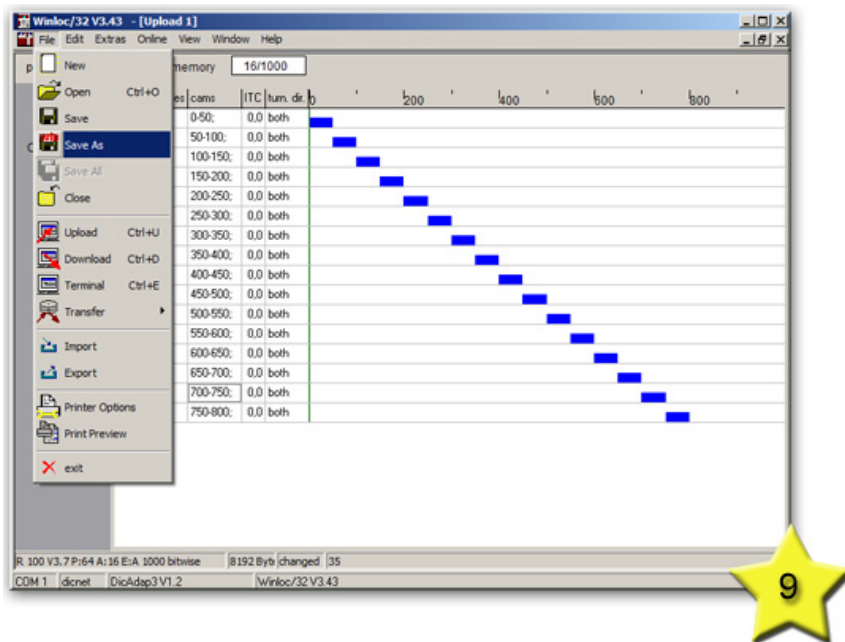 Winloc/32 V3.43 - [Upload 1]
File Edit Extras Online View Window Help
New
Open Ctrl+O
Save
Save As
Save All
Close
Upload Ctrl+U
Download Ctrl+D
Terminal Ctrl+E
Transfer
Import
Export
Printer Options
Print Preview
exit
memory 16/1000
es cams ITC turn. dir. 0 200 400 600 800
0-50; 0,0 both
50-100; 0,0 both
100-150; 0,0 both
150-200; 0,0 both
200-250; 0,0 both
250-300; 0,0 both
300-350; 0,0 both
350-400; 0,0 both
400-450; 0,0 both
450-500; 0,0 both
500-550; 0,0 both
550-600; 0,0 both
600-650; 0,0 both
650-700; 0,0 both
700-750; 0,0 both
750-800; 0,0 both
R 100 V3.7 P:64 A:16 E:A 1000 bitwise 8192 Byte changed 35
COM 1 dicnet DicAdap3 V1.2 Winloc/32 V3.43
9